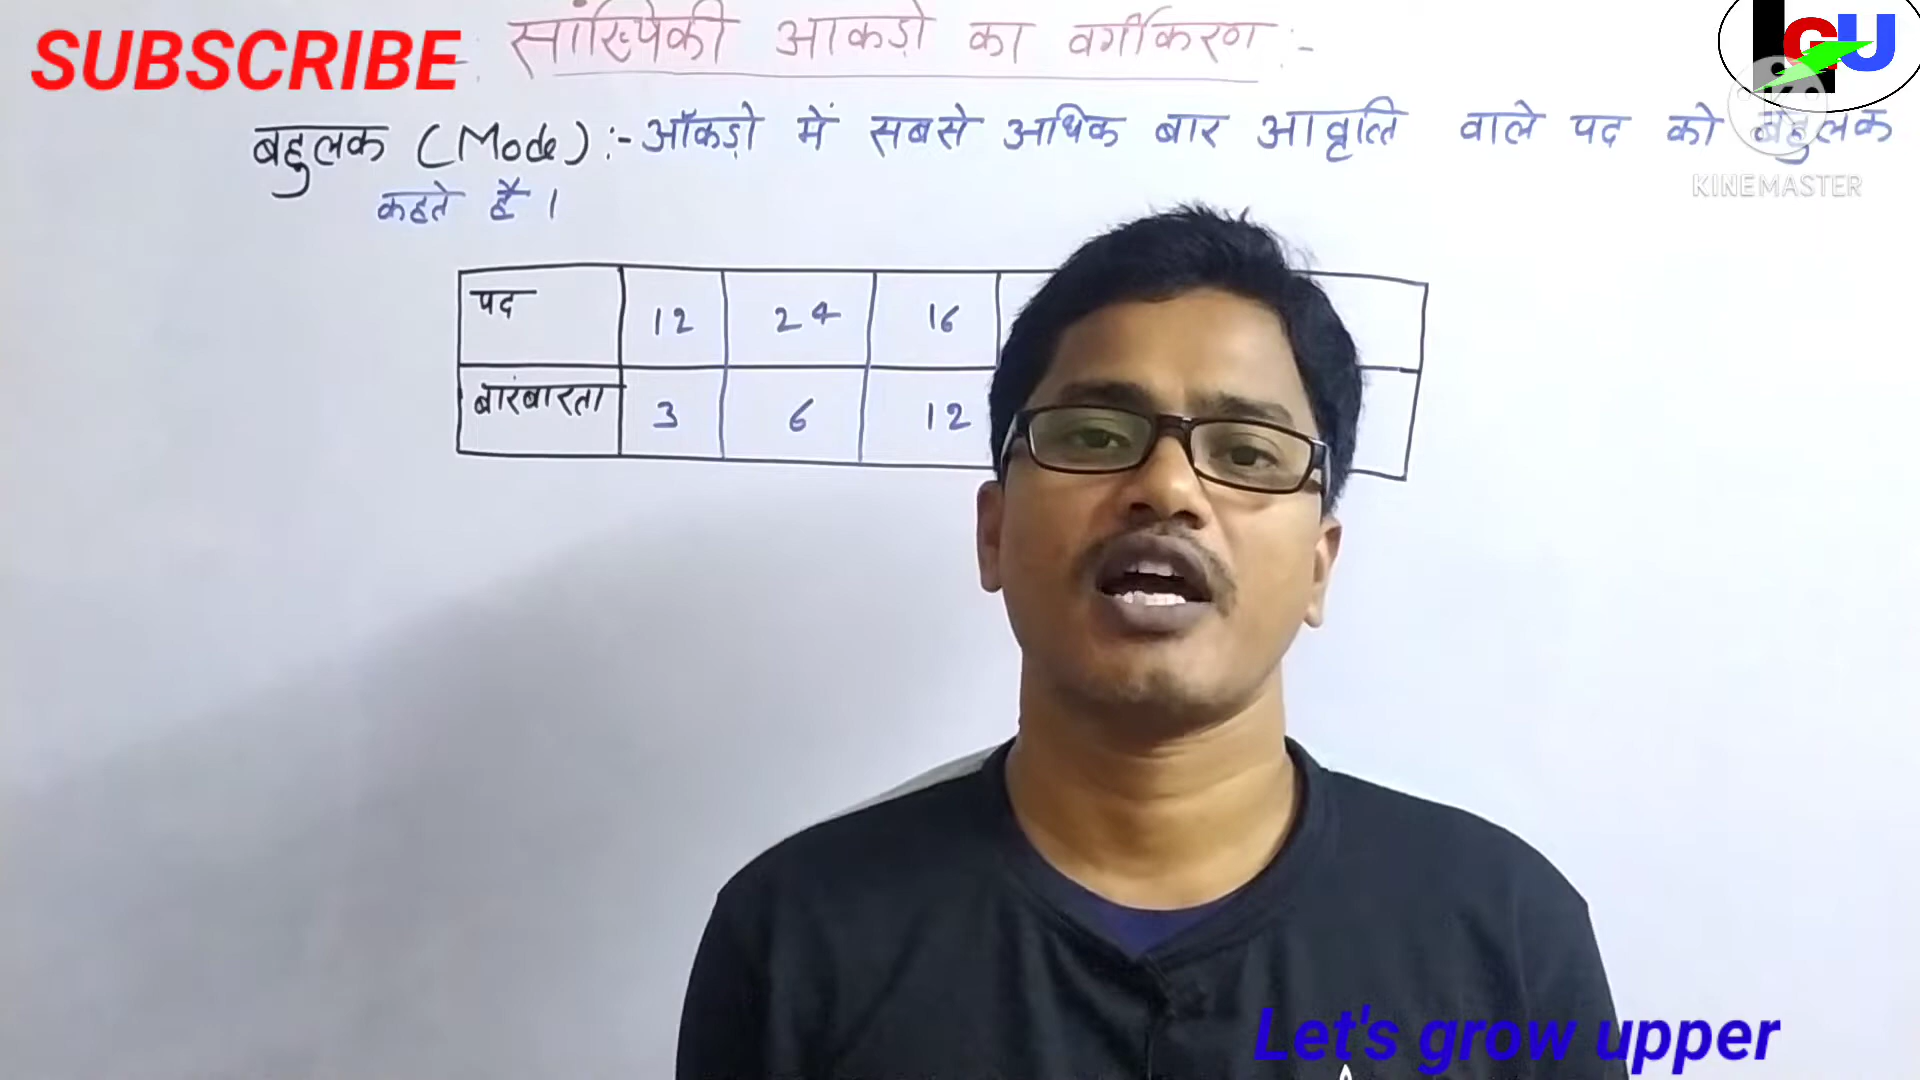 SUBSCRIBE
सांख्यिकी आकड़ो का वर्गीकरण :-
LGU
बहुलक (Mode) :- आँकड़ो में सबसे अधिक बार आवृत्ति वाले पद को बहुलक
कहते है ।
KINEMASTER
पद 12 24 16
बारंबारता 3 6 12
Let's grow upper